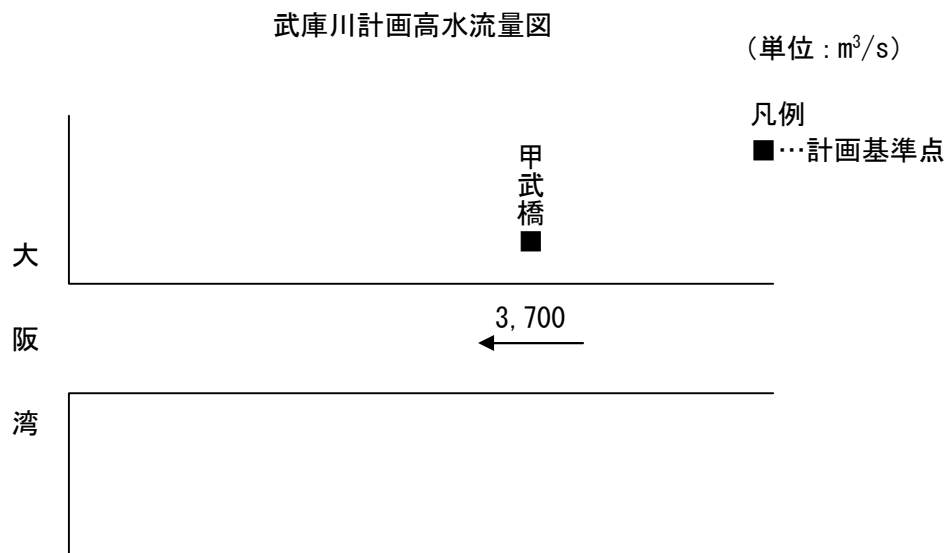 武庫川計画高水流量図
(単位:m³/s)
凡例
■…計画基準点
甲武橋
■
大阪湾
3,700